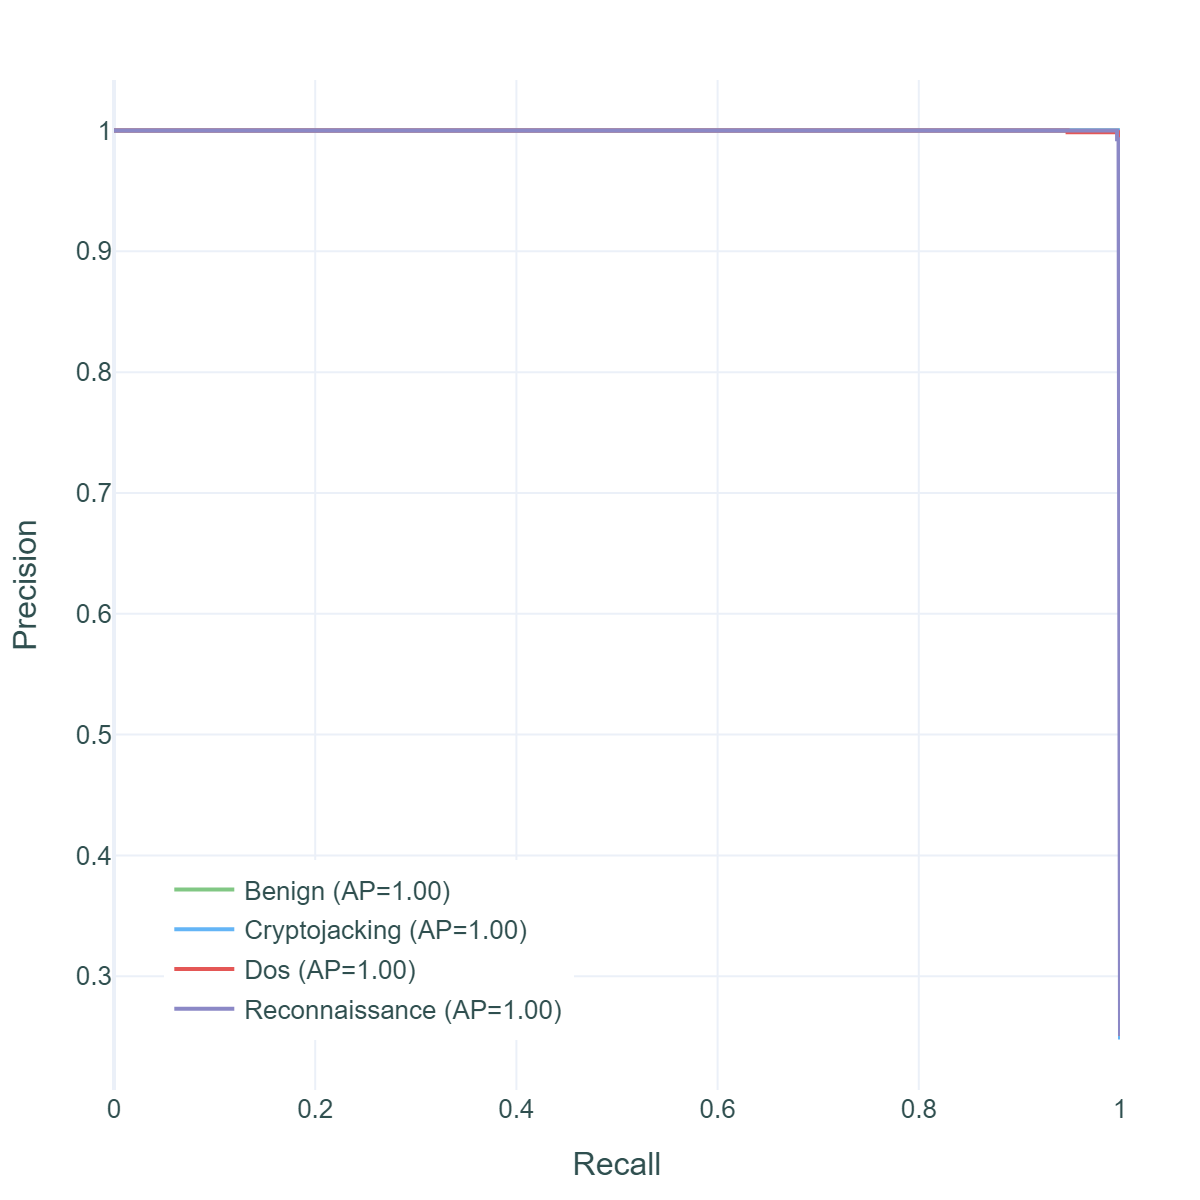 1
0.9
0.8
0.7
0.6
0.5
0.4
0.3
Precision
Benign (AP=1.00)
Cryptojacking (AP=1.00)
Dos (AP=1.00)
Reconnaissance (AP=1.00)
0 0.2 0.4 0.6 0.8 1
Recall